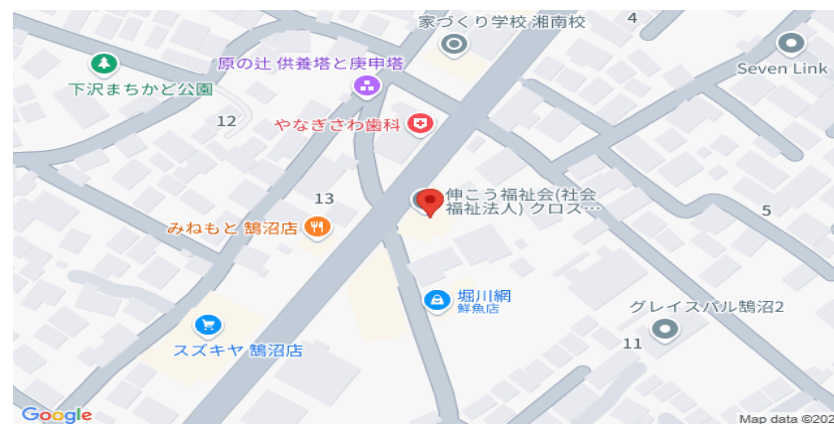 家づくり学校 湘南校
4
Seven Link
原の辻 供養塔と庚申塔
下沢まちかど公園
12
やなぎさわ歯科
伸こう福祉会(社会
福祉法人) クロス…
13
5
みねもと 鵠沼店
堀川網
鮮魚店
グレイスパル鵠沼2
11
スズキヤ 鵠沼店
Google
Map data ©202